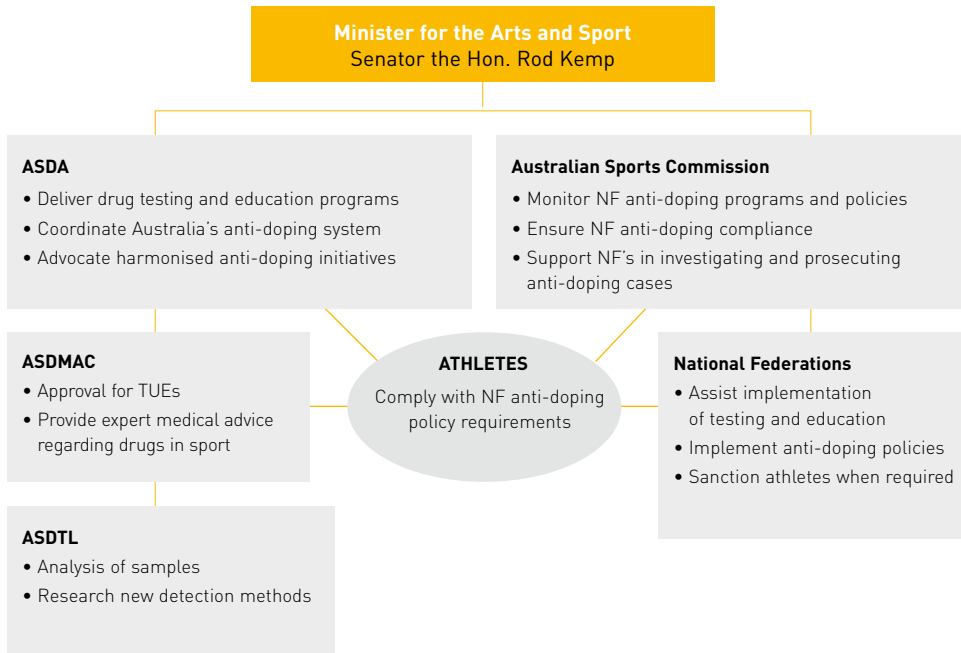 Minister for the Arts and Sport
Senator the Hon. Rod Kemp
ASDA
• Deliver drug testing and education programs
• Coordinate Australia's anti-doping system
• Advocate harmonised anti-doping initiatives
Australian Sports Commission
• Monitor NF anti-doping programs and policies
• Ensure NF anti-doping compliance
• Support NF's in investigating and prosecuting
anti-doping cases
ASDMAC
• Approval for TUEs
• Provide expert medical advice
regarding drugs in sport
ATHLETES
Comply with NF anti-doping
policy requirements
National Federations
• Assist implementation
of testing and education
• Implement anti-doping policies
• Sanction athletes when required
ASDTL
• Analysis of samples
• Research new detection methods